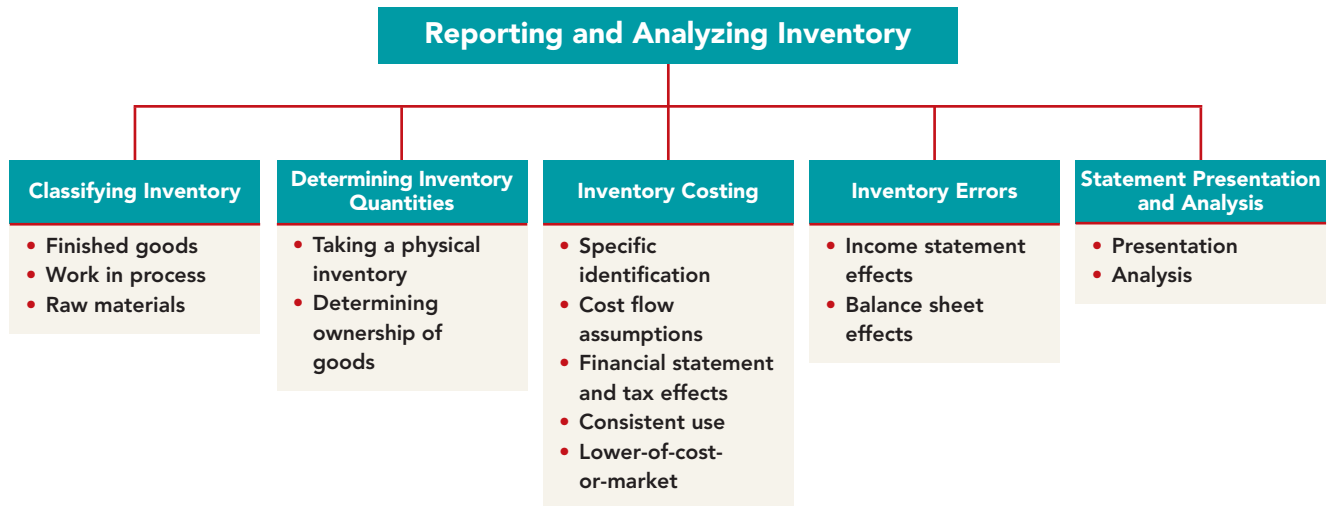 Reporting and Analyzing Inventory
Classifying Inventory
• Finished goods
• Work in process
• Raw materials
Determining Inventory
Quantities
• Taking a physical
inventory
• Determining
ownership of
goods
Inventory Costing
• Specific
identification
• Cost flow
assumptions
• Financial statement
and tax effects
• Consistent use
• Lower-of-cost-
or-market
Inventory Errors
• Income statement
effects
• Balance sheet
effects
Statement Presentation
and Analysis
• Presentation
• Analysis